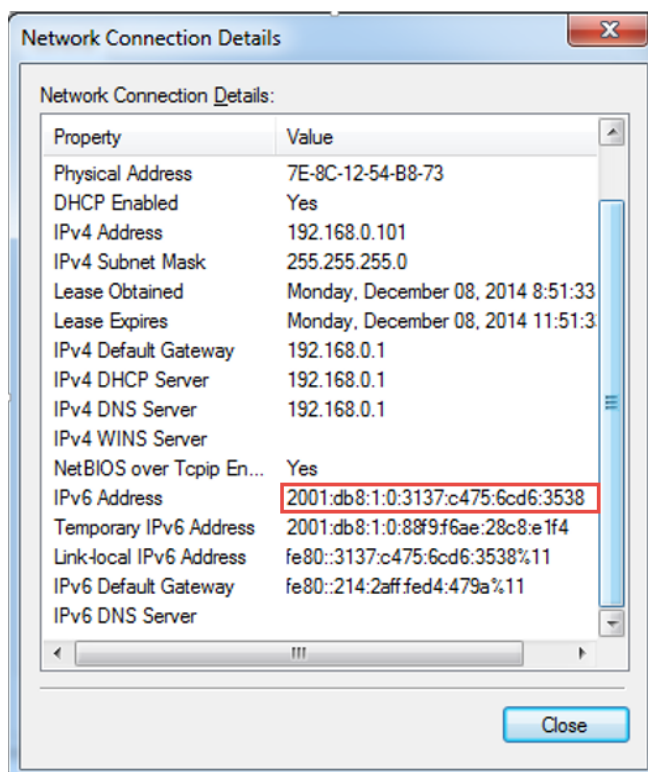 Network Connection Details
Network Connection Details:
Property Value
Physical Address 7E-8C-12-54-B8-73
DHCP Enabled Yes
IPv4 Address 192.168.0.101
IPv4 Subnet Mask 255.255.255.0
Lease Obtained Monday, December 08, 2014 8:51:33
Lease Expires Monday, December 08, 2014 11:51:3
IPv4 Default Gateway 192.168.0.1
IPv4 DHCP Server 192.168.0.1
IPv4 DNS Server 192.168.0.1
IPv4 WINS Server
NetBIOS over Tcpip En... Yes
IPv6 Address 2001:db8:1:0:3137:c475:6cd6:3538
Temporary IPv6 Address 2001:db8:1:0:88f9:f6ae:28c8:e1f4
Link-local IPv6 Address fe80::3137:c475:6cd6:3538%11
IPv6 Default Gateway fe80::214:2aff:fed4:479a%11
IPv6 DNS Server
Close